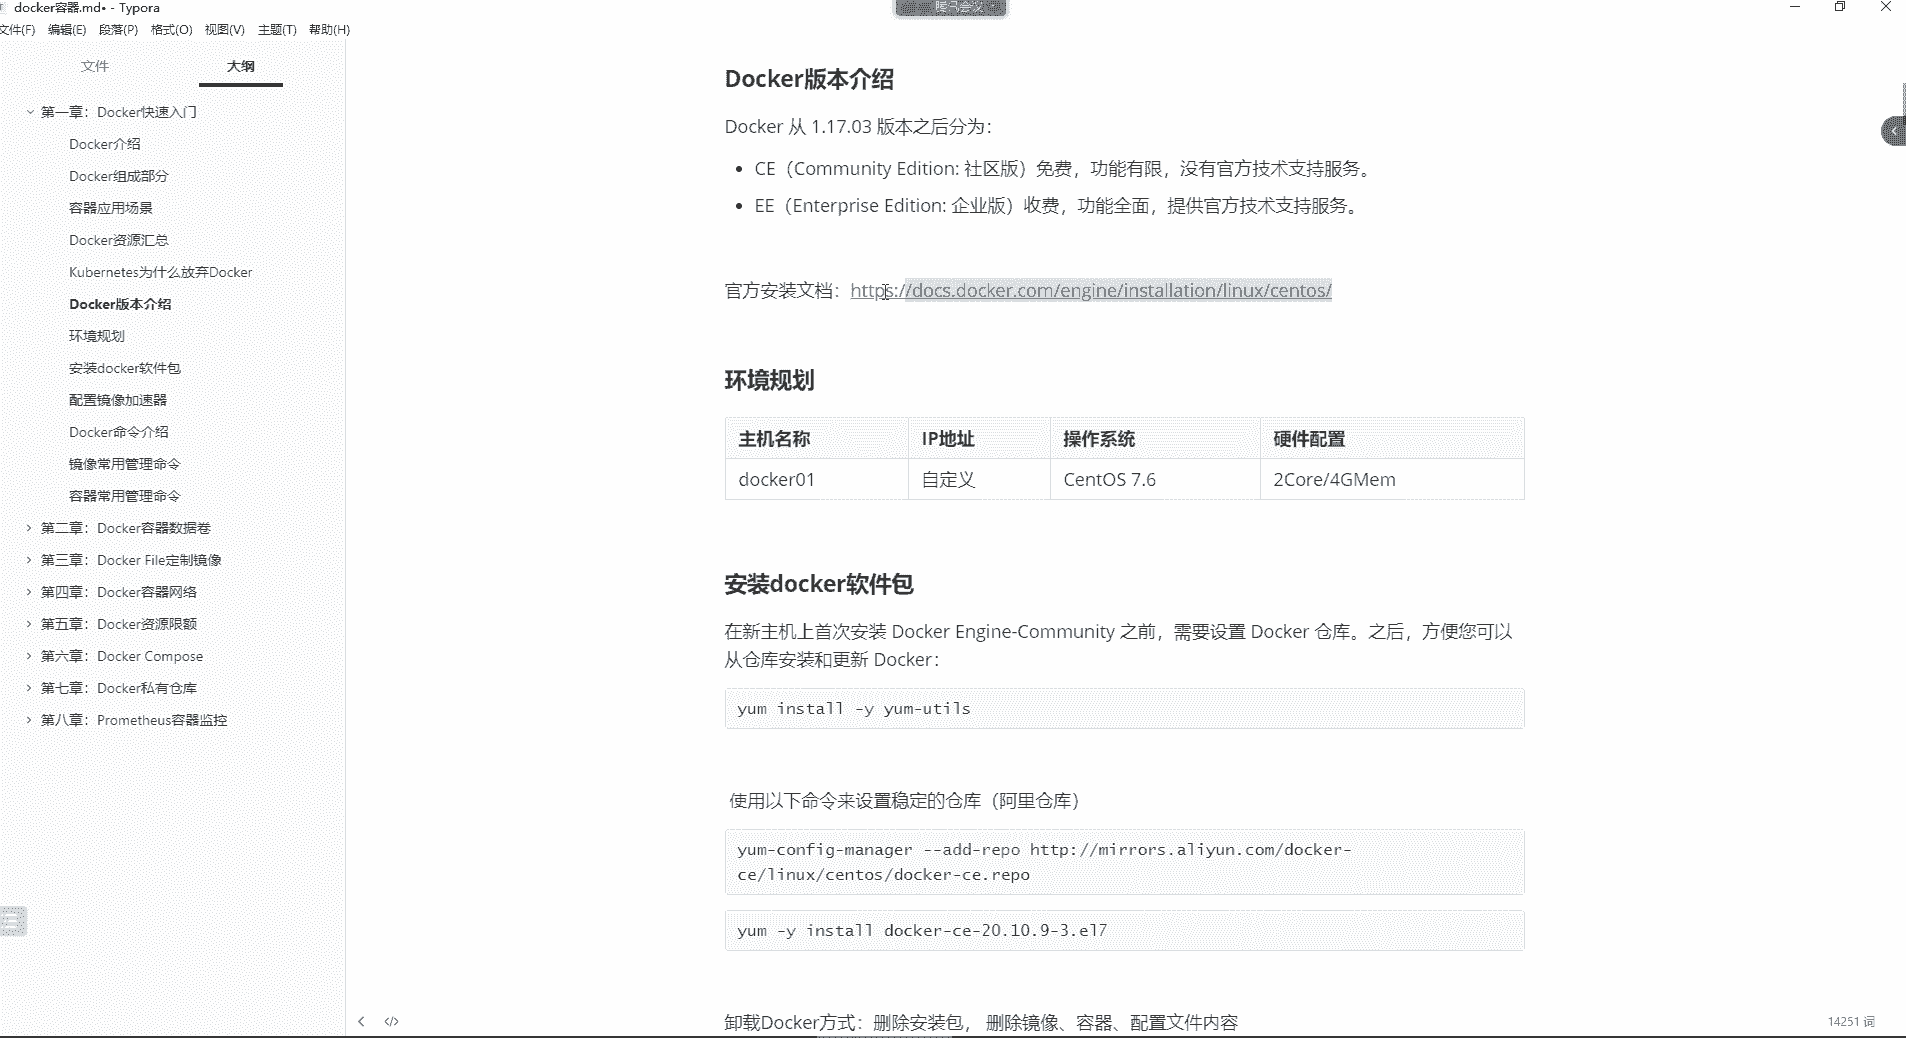 docker容器.md• - Typora
腾讯会议
文件(F) 编辑(E) 段落(P) 格式(O) 视图(V) 主题(T) 帮助(H)
文件 大纲
第一章：Docker快速入门
Docker介绍
Docker组成部分
容器应用场景
Docker资源汇总
Kubernetes为什么放弃Docker
Docker版本介绍
环境规划
安装docker软件包
配置镜像加速器
Docker命令介绍
镜像常用管理命令
容器常用管理命令
第二章：Docker容器数据卷
第三章：Docker File定制镜像
第四章：Docker容器网络
第五章：Docker资源限额
第六章：Docker Compose
第七章：Docker私有仓库
第八章：Prometheus容器监控
Docker版本介绍
Docker 从 1.17.03 版本之后分为：
CE（Community Edition: 社区版）免费，功能有限，没有官方技术支持服务。
EE（Enterprise Edition: 企业版）收费，功能全面，提供官方技术支持服务。
官方安装文档：https://docs.docker.com/engine/installation/linux/centos/
环境规划
主机名称 IP地址 操作系统 硬件配置
docker01 自定义 CentOS 7.6 2Core/4GMem
安装docker软件包
在新主机上首次安装 Docker Engine-Community 之前，需要设置 Docker 仓库。之后，方便您可以
从仓库安装和更新 Docker：
yum install -y yum-utils
使用以下命令来设置稳定的仓库（阿里仓库）
yum-config-manager --add-repo http://mirrors.aliyun.com/docker-
ce/linux/centos/docker-ce.repo
yum -y install docker-ce-20.10.9-3.el7
卸载Docker方式：删除安装包， 删除镜像、容器、配置文件内容
14251 词